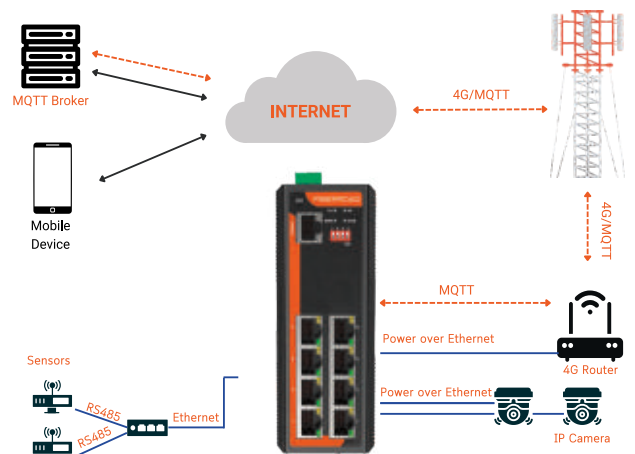 MQTT Broker
INTERNET
4G/MQTT
Mobile
Device
4G/MQTT
MQTT
Power over Ethernet
4G Router
Sensors
RS485
Ethernet
RS485
Power over Ethernet
IP Camera